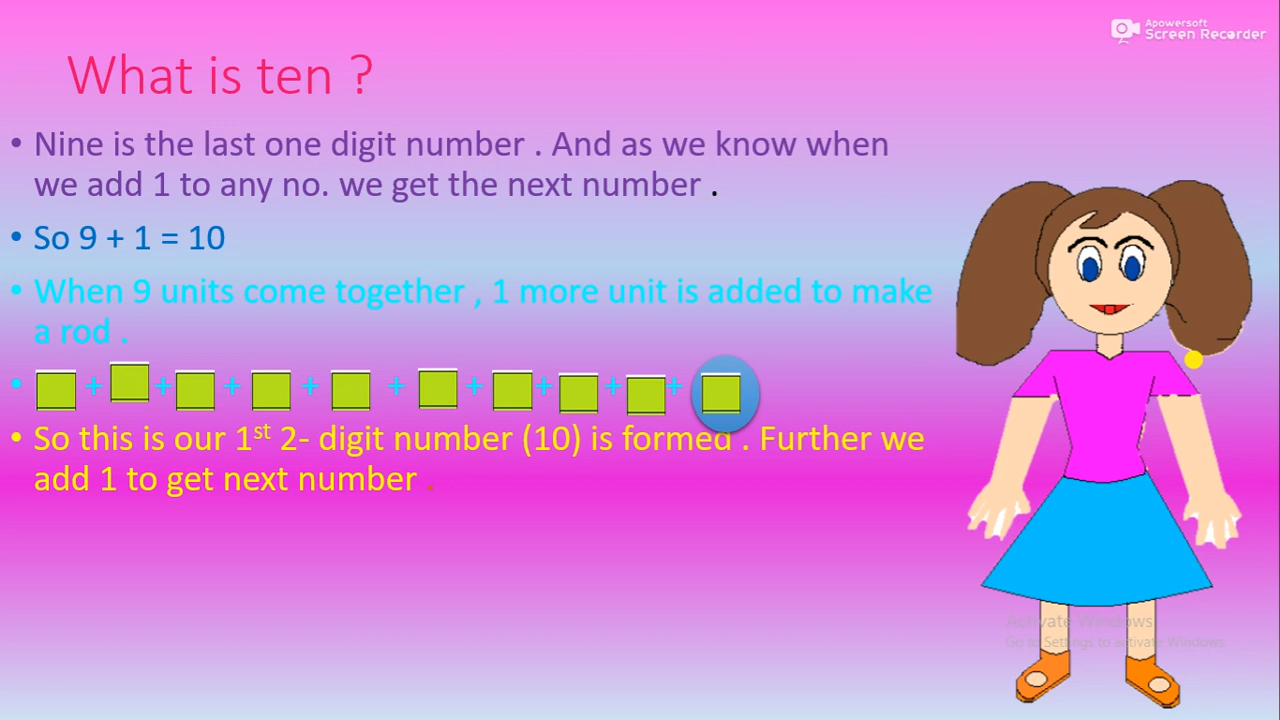 Apowersoft
Screen Recorder
What is ten ?
• Nine is the last one digit number . And as we know when
we add 1 to any no. we get the next number .
• So 9 + 1 = 10
• When 9 units come together , 1 more unit is added to make
a rod .
• + + + + + + + + +
• So this is our 1st 2- digit number (10) is formed . Further we
add 1 to get next number .
Activate Windows
Go to Settings to activate Windows.